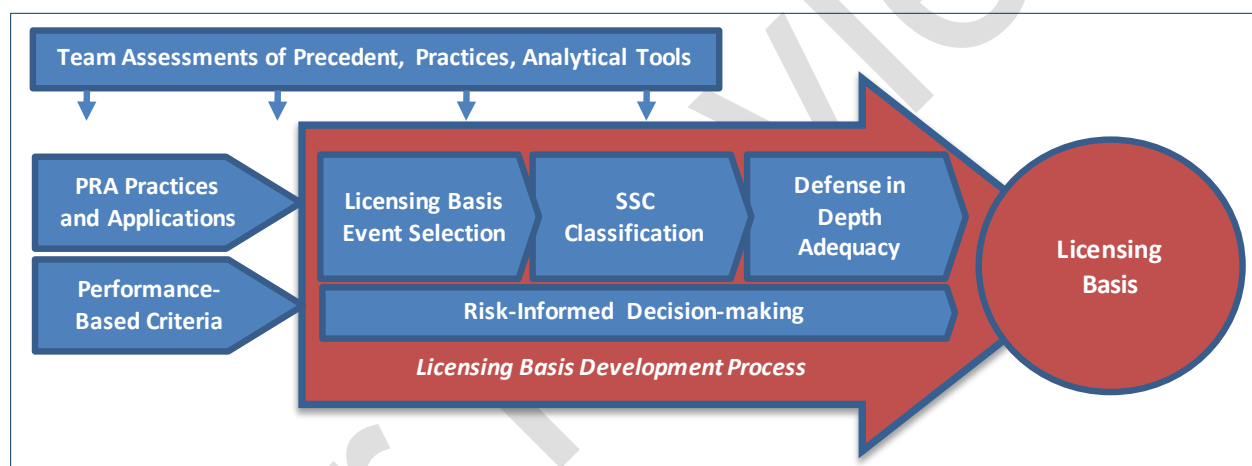 Team Assessments of Precedent, Practices, Analytical Tools
PRA Practices
and Applications
Performance-
Based Criteria
Licensing Basis
Event Selection
SSC
Classification
Defense in
Depth
Adequacy
Risk-Informed Decision-making
Licensing Basis Development Process
Licensing
Basis